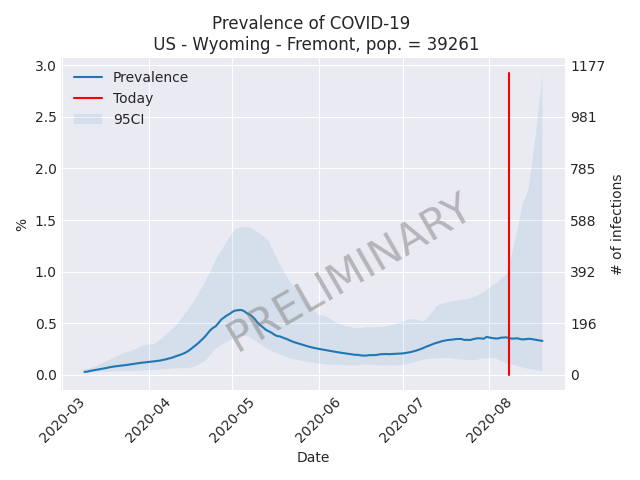 Prevalence of COVID-19
US - Wyoming - Fremont, pop. = 39261
Prevalence
Today
95CI
PRELIMINARY
%
3.0
2.5
2.0
1.5
1.0
0.5
0.0
1177
981
785
588
392
196
0
# of infections
2020-03
2020-04
2020-05
2020-06
2020-07
2020-08
Date